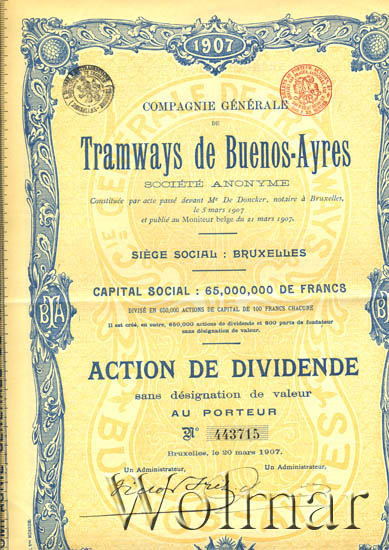 1907
COMPAGNIE GÉNÉRALE
DE
Tramways de Buenos-Ayres
SOCIÉTÉ ANONYME
Constituée par acte passé devant Me De Doncker, notaire à Bruxelles,
le 5 mars 1907
et publié au Moniteur belge du 21 mars 1907.
SIÈGE SOCIAL : BRUXELLES
CAPITAL SOCIAL : 65,000,000 DE FRANCS
DIVISÉ EN 650,000 ACTIONS DE CAPITAL DE 100 FRANCS CHACUNE
Il est créé, en outre, 650,000 actions de dividende et 800 parts de fondateur
sans désignation de valeur.
BTA
BTA
ACTION DE DIVIDENDE
sans désignation de valeur
AU PORTEUR
No 443715
Bruxelles, le 20 mars 1907.
Un Administrateur,
Un Administrateur,
Wolmar